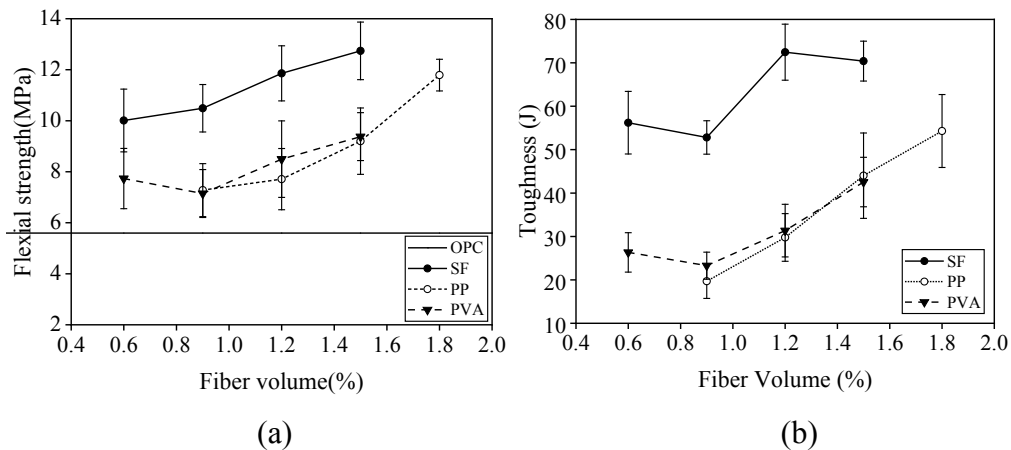 Flexial strength(MPa)
14
12
10
8
6
4
2
0.4 0.6 0.8 1.0 1.2 1.4 1.6 1.8 2.0
Fiber volume(%)
OPC
SF
PP
PVA
(a)
Toughness (J)
80
70
60
50
40
30
20
10
0.4 0.6 0.8 1.0 1.2 1.4 1.6 1.8 2.0
Fiber Volume (%)
SF
PP
PVA
(b)